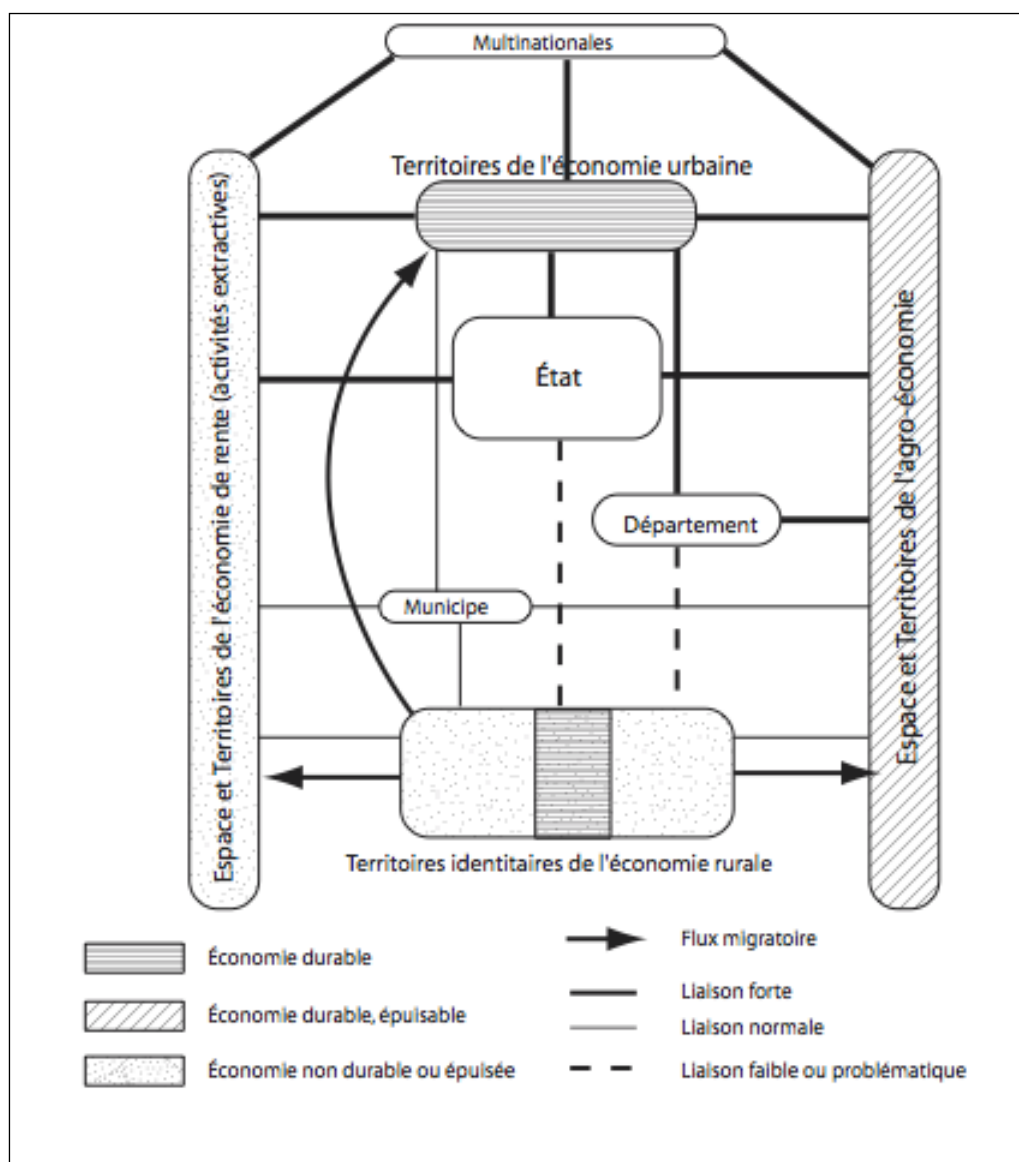 Multinationales
Territoires de l'économie urbaine
Espace et Territoires de l'économie de rente (activités extractives)
État
Espace et Territoires de l'agro-économie
Département
Municipe
Territoires identitaires de l'économie rurale
Économie durable
Économie durable, épuisable
Économie non durable ou épuisée
Flux migratoire
Liaison forte
Liaison normale
Liaison faible ou problématique